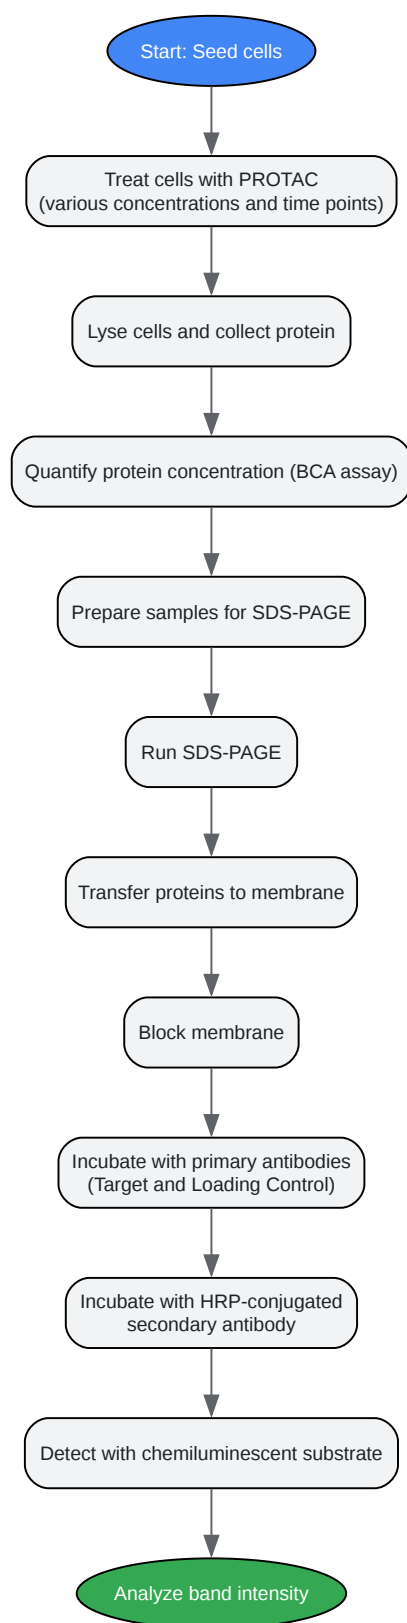 Start: Seed cells
Treat cells with PROTAC
(various concentrations and time points)
Lyse cells and collect protein
Quantify protein concentration (BCA assay)
Prepare samples for SDS-PAGE
Run SDS-PAGE
Transfer proteins to membrane
Block membrane
Incubate with primary antibodies
(Target and Loading Control)
Incubate with HRP-conjugated
secondary antibody
Detect with chemiluminescent substrate
Analyze band intensity